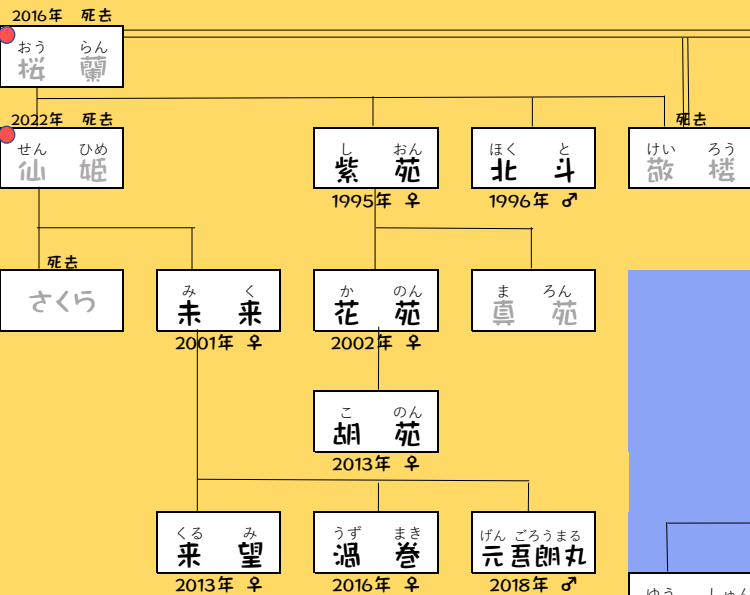 2016年 死去
おう らん
桜 蘭
2022年 死去
死去
せん ひめ
仙 姫
し おん
紫 苑
ほく と
北 斗
けい ろう
敬 楼
1995年 ♀
1996年 ♂
死去
さくら
み く
未 来
か のん
花 苑
ま ろん
真 苑
2001年 ♀
2002年 ♀
こ のん
胡 苑
2013年 ♀
くる み
来 望
うず まき
渦 巻
げん ごろうまる
元吾朗丸
2013年 ♀
2016年 ♀
2018年 ♂
ゆう しゅん